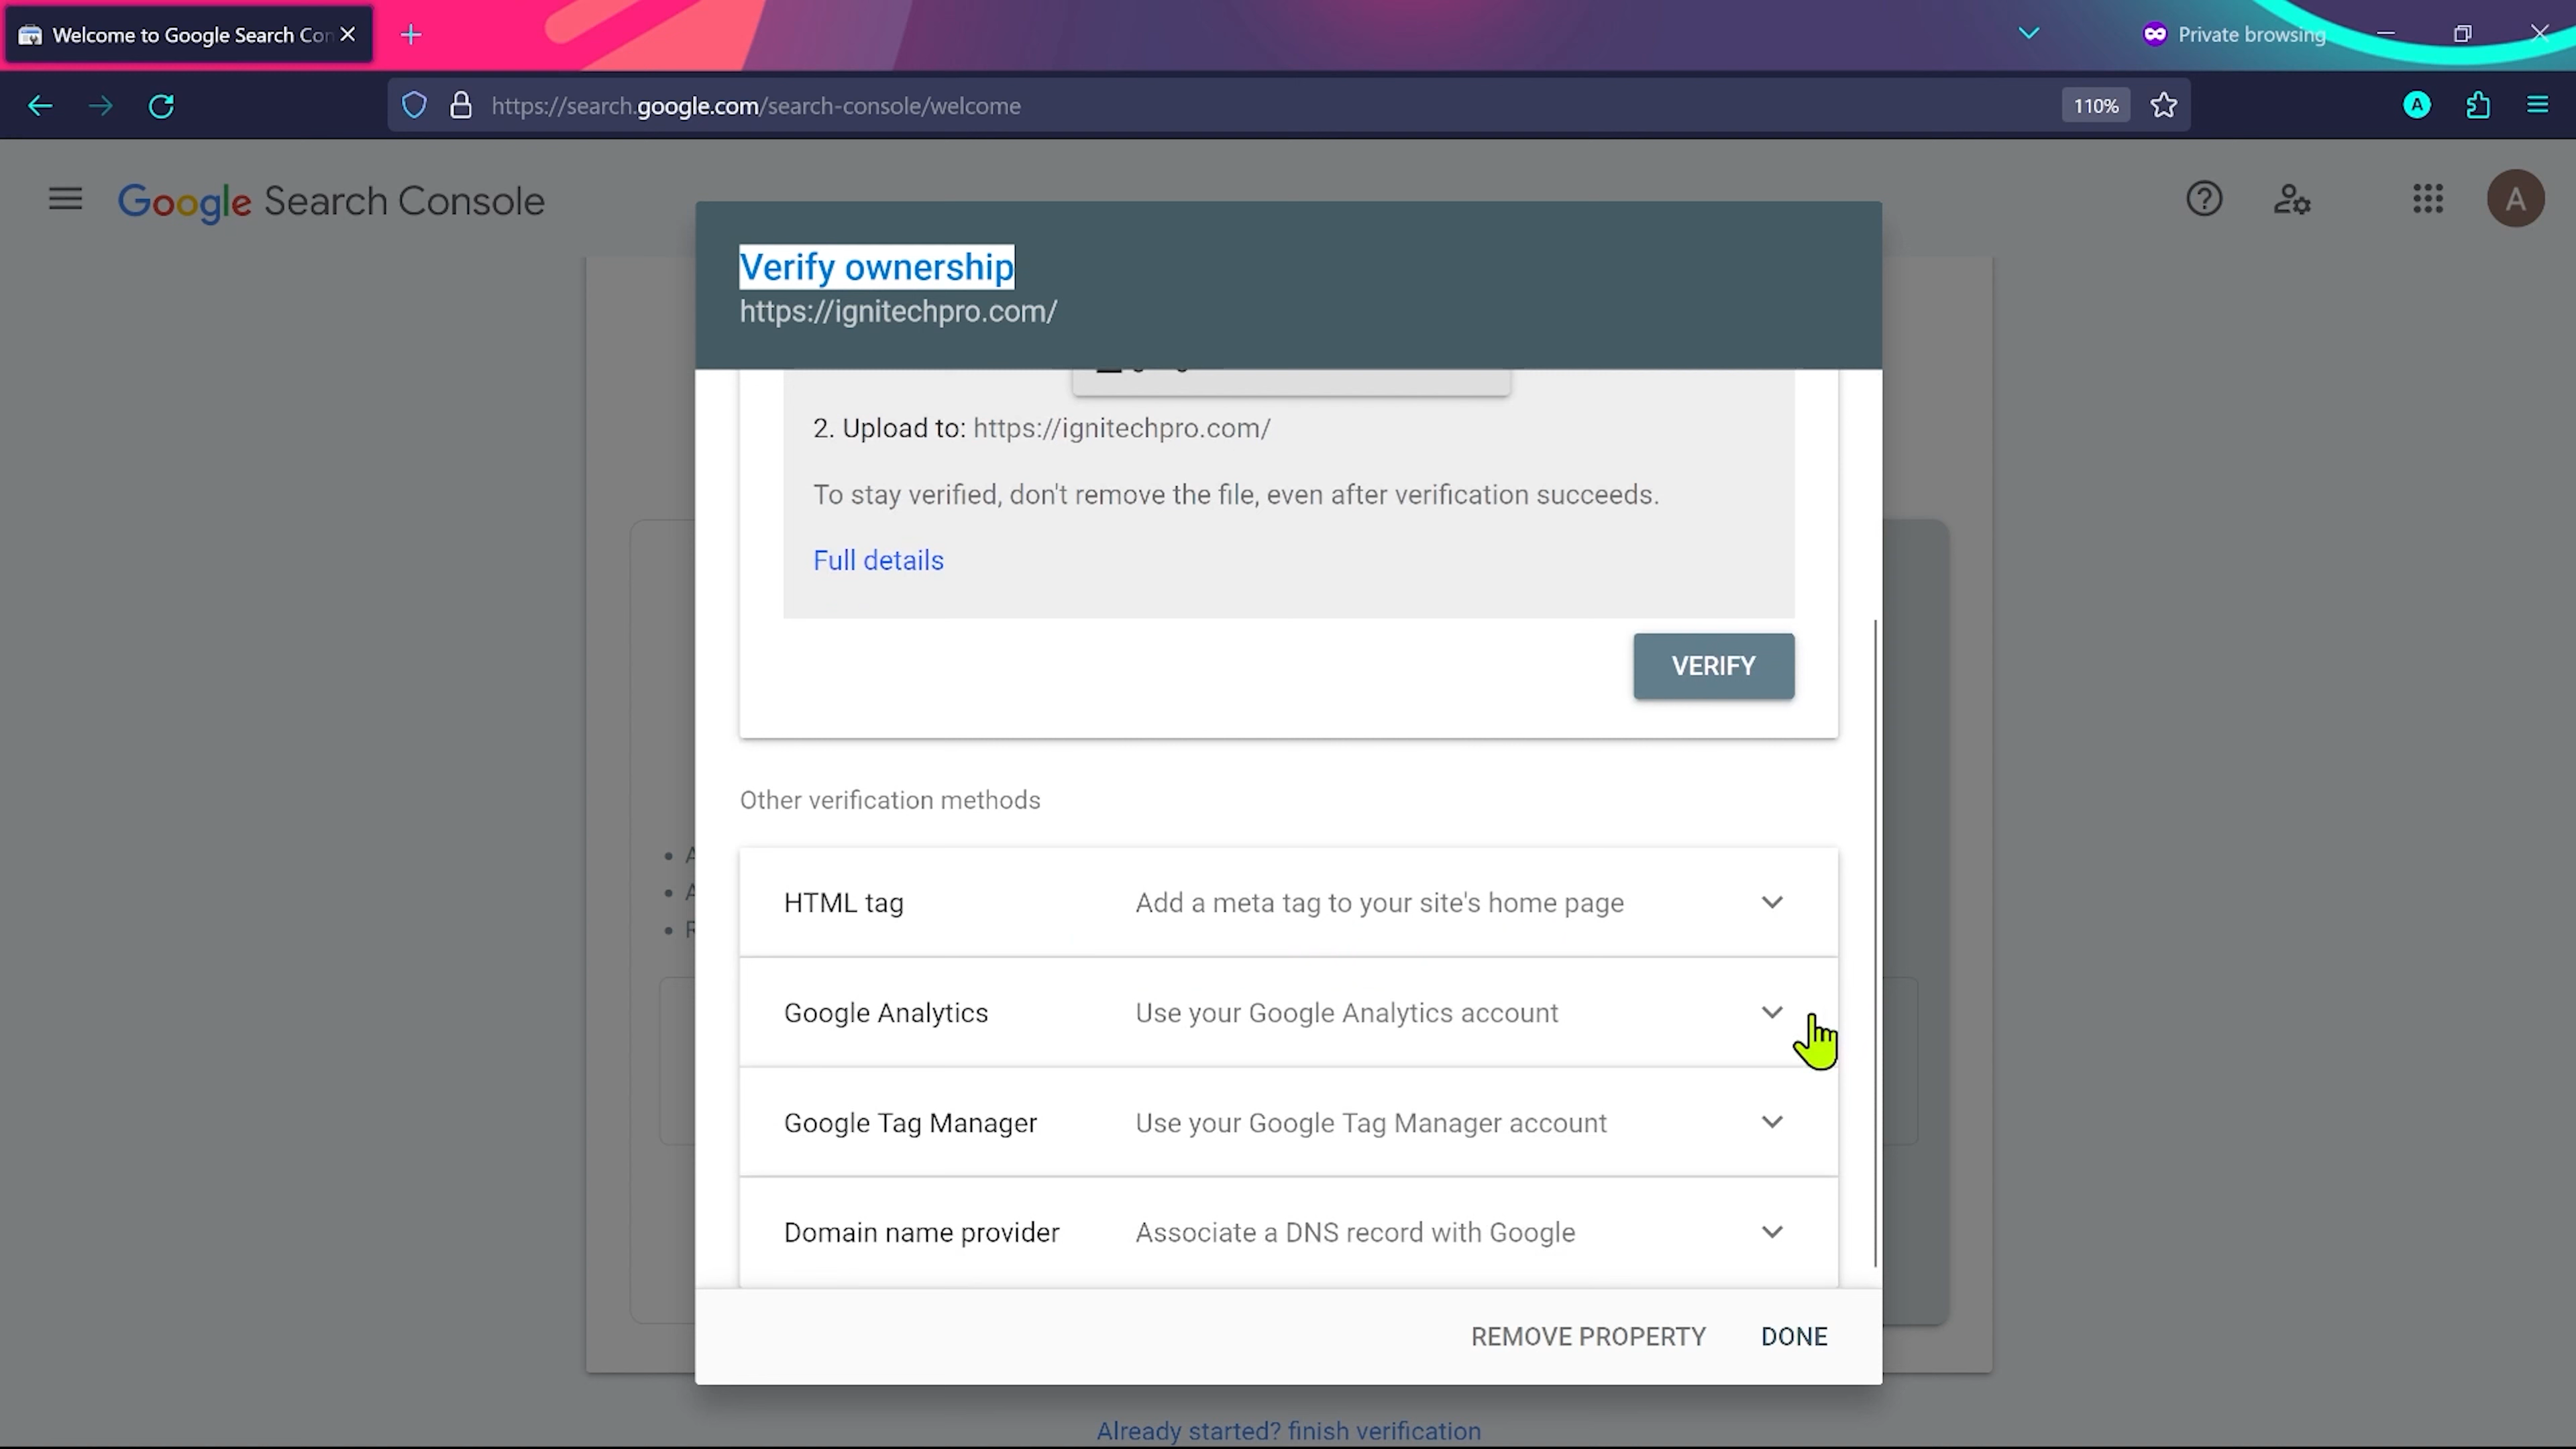 Welcome to Google Search Con
Private browsing
https://search.google.com/search-console/welcome
110%
A
Google Search Console
A
Verify ownership
https://ignitechpro.com/
2. Upload to: https://ignitechpro.com/
To stay verified, don't remove the file, even after verification succeeds.
Full details
VERIFY
Other verification methods
HTML tag Add a meta tag to your site's home page
Google Analytics Use your Google Analytics account
Google Tag Manager Use your Google Tag Manager account
Domain name provider Associate a DNS record with Google
REMOVE PROPERTY DONE
Already started? finish verification